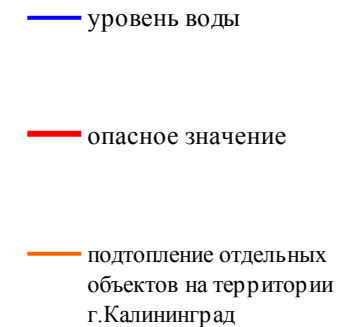 уровень воды
опасное значение
подтопление отдельных
объектов на территории
г.Калининград